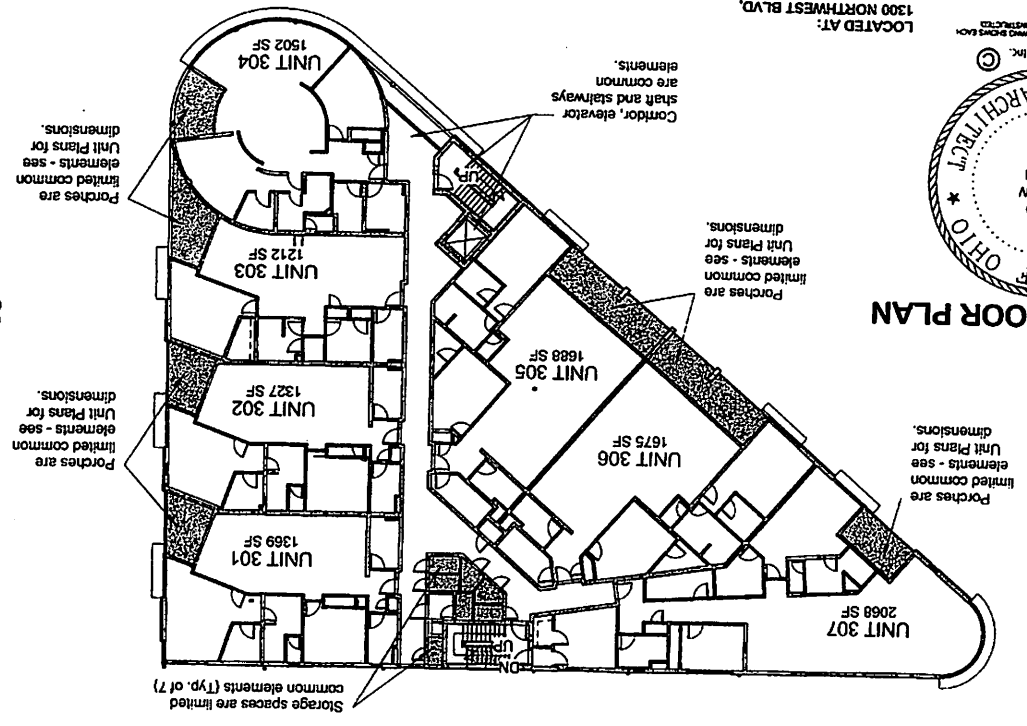 Storage spaces are limited
common elements (Typ. of 7)
DN
UP
UNIT 307
2068 SF
UNIT 301
1369 SF
Porches are
limited common
elements - see
Unit Plans for
dimensions.
UNIT 306
1675 SF
Porches are
limited common
elements - see
Unit Plans for
dimensions.
UNIT 302
1327 SF
UNIT 305
1688 SF
OOR PLAN
Porches are
limited common
elements - see
Unit Plans for
dimensions.
UNIT 303
1212 SF
OHIO ★
ARCHITECT
Porches are
limited common
elements - see
Unit Plans for
dimensions.
UP
Corridor, elevator
shaft and stairways
are common
elements.
UNIT 304
1502 SF
Inc. ©
SHOWS EACH
LOCATED AT:
1300 NORTHWEST BLVD,